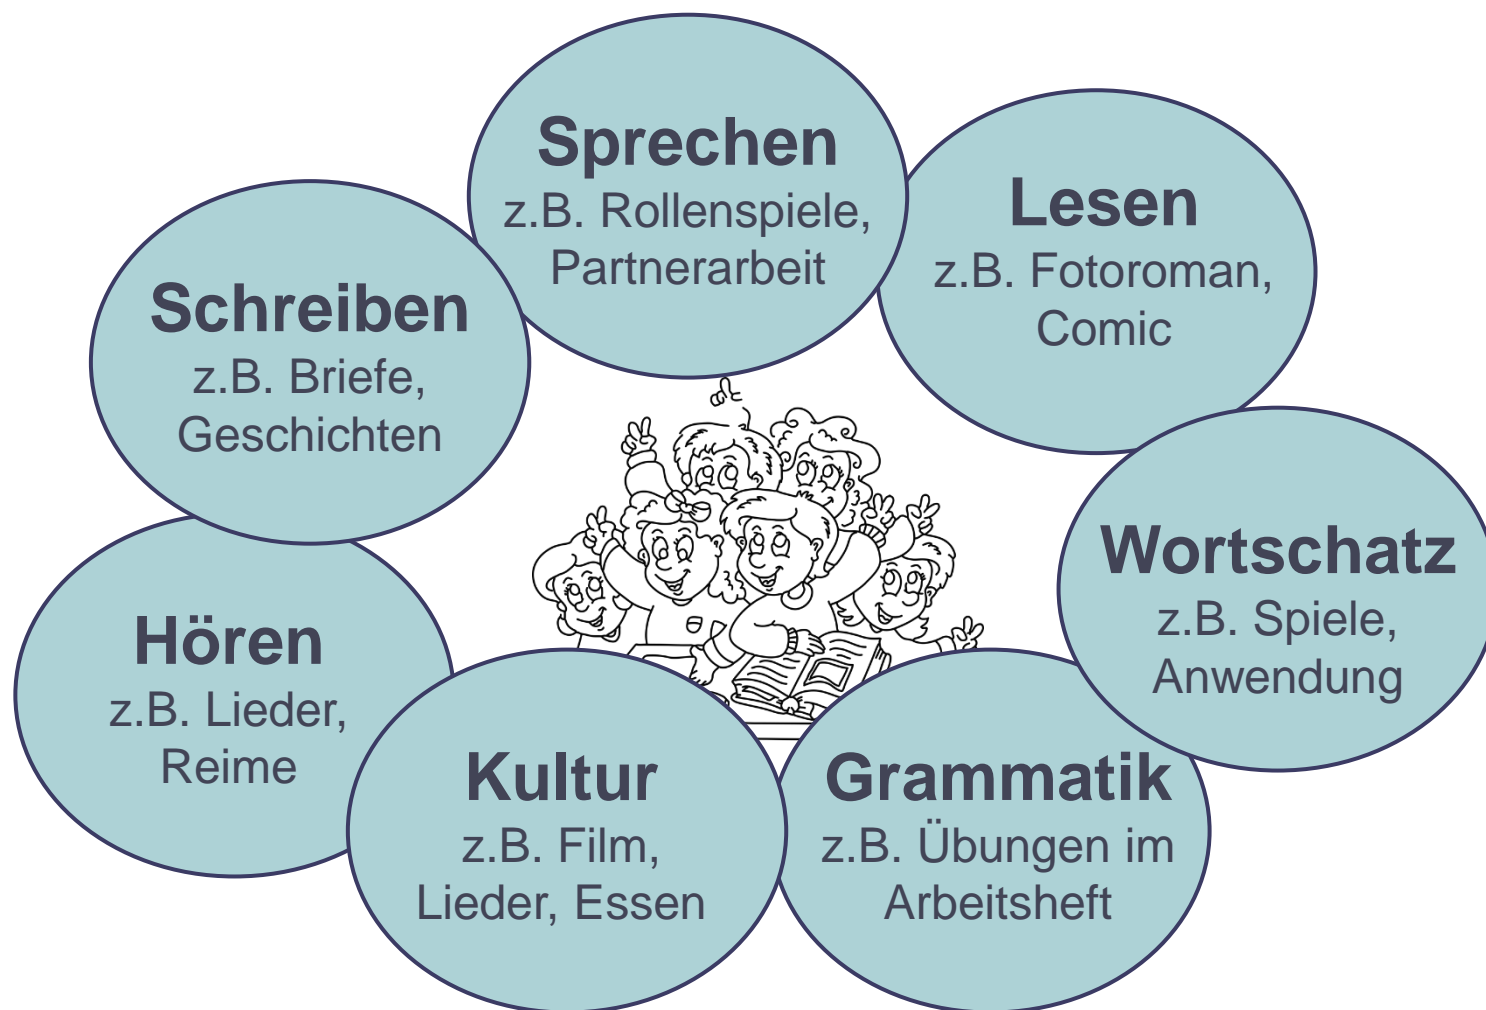 Sprechen
z.B. Rollenspiele,
Partnerarbeit
Lesen
z.B. Fotoroman,
Comic
Schreiben
z.B. Briefe,
Geschichten
Wortschatz
z.B. Spiele,
Anwendung
Hören
z.B. Lieder,
Reime
Kultur
z.B. Film,
Lieder, Essen
Grammatik
z.B. Übungen im
Arbeitsheft